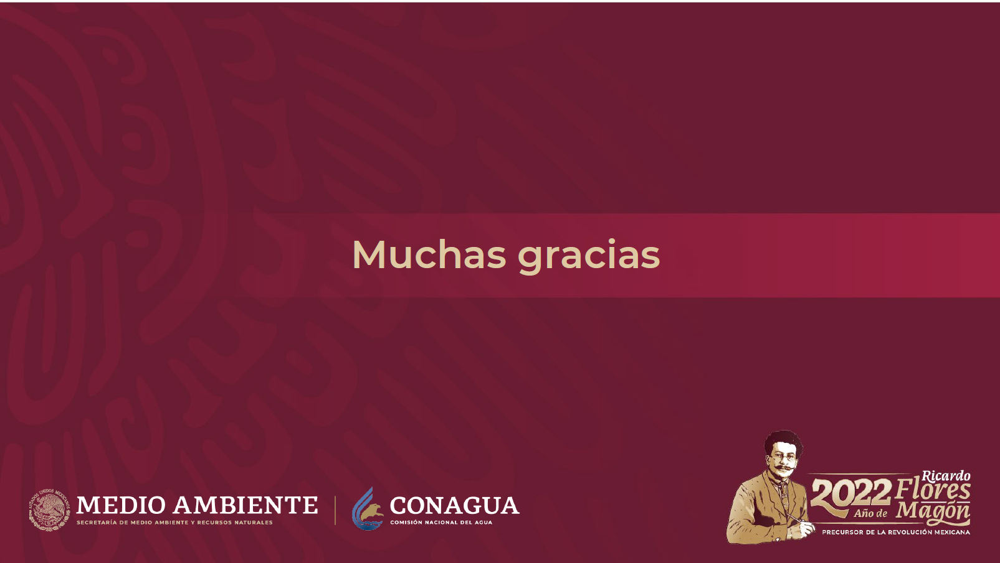 Muchas gracias
ESTADOS UNIDOS MEXICANOS
MEDIO AMBIENTE
SECRETARÍA DE MEDIO AMBIENTE Y RECURSOS NATURALES
CONAGUA
COMISIÓN NACIONAL DEL AGUA
2022
Año de
Ricardo
Flores
Magón
PRECURSOR DE LA REVOLUCIÓN MEXICANA